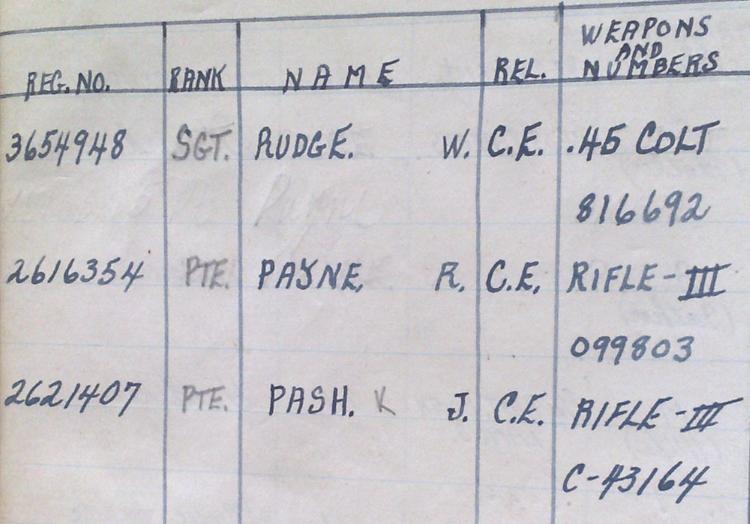 REG. NO. RANK NAME REL. WEAPONS AND NUMBERS
3654948 SGT. RUDGE. W. C.E. .45 COLT
816692
2616354 PTE. PAYNE, R. C.E. RIFLE-III
099803
2621407 PTE. PASH. K J. C.E. RIFLE-III
C-43164